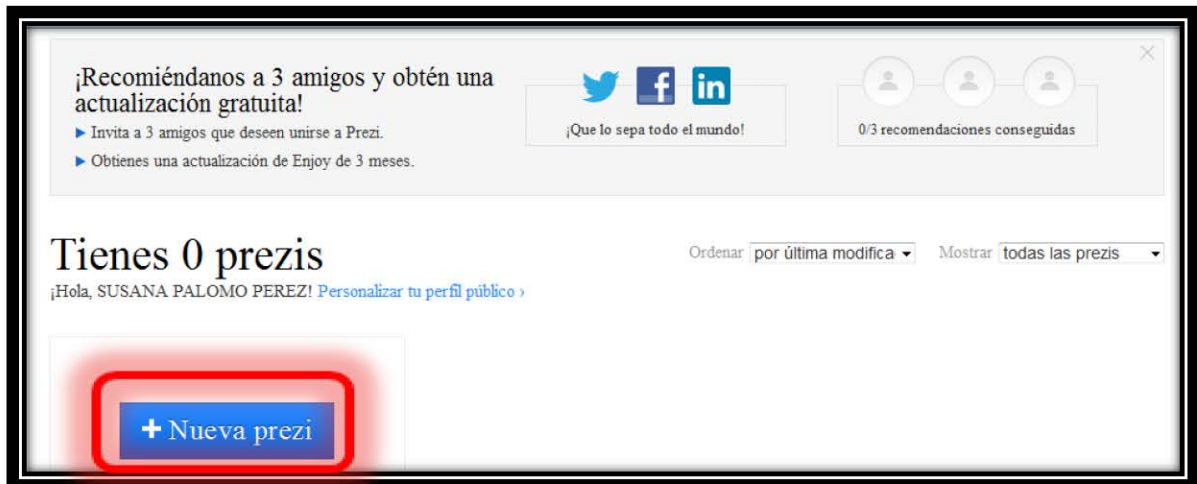 ¡Recomiéndanos a 3 amigos y obtén una
actualización gratuita!
Invita a 3 amigos que deseen unirse a Prezi.
Obtienes una actualización de Enjoy de 3 meses.
in
¡Que lo sepa todo el mundo!
0/3 recomendaciones conseguidas
Tienes 0 prezis
Ordenar por última modifica Mostrar todas las prezis
¡Hola, SUSANA PALOMO PEREZ! Personalizar tu perfil público ›
+ Nueva prezi